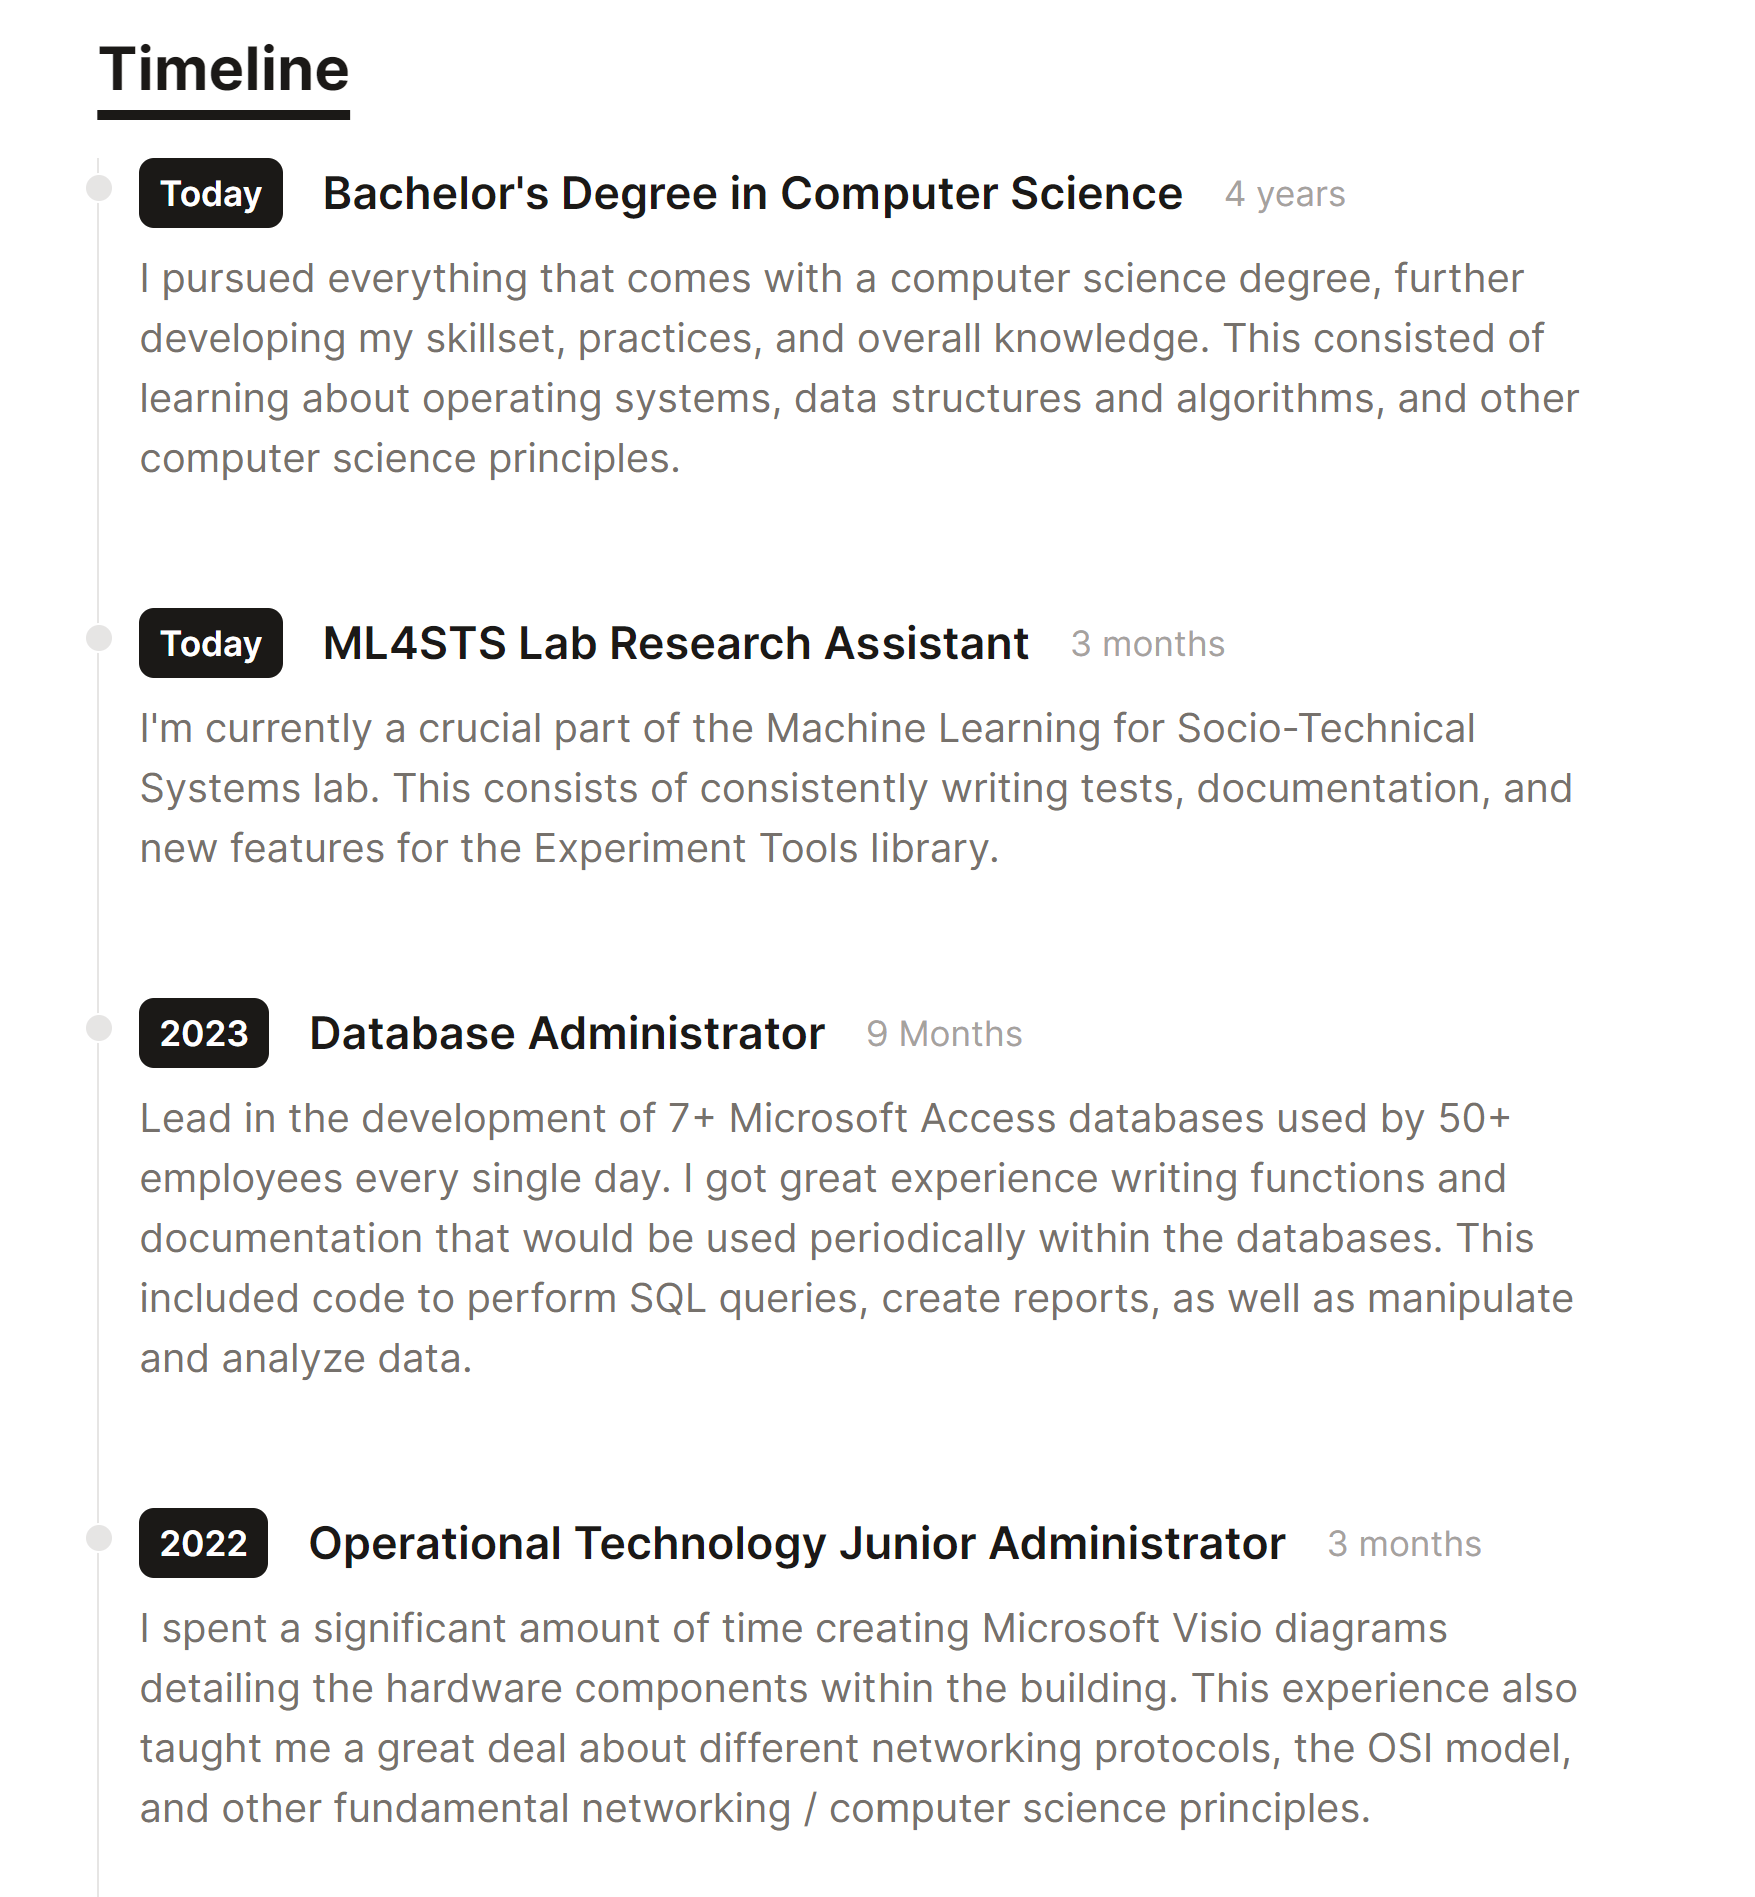 Timeline
Today Bachelor's Degree in Computer Science 4 years
I pursued everything that comes with a computer science degree, further
developing my skillset, practices, and overall knowledge. This consisted of
learning about operating systems, data structures and algorithms, and other
computer science principles.
Today ML4STS Lab Research Assistant 3 months
I'm currently a crucial part of the Machine Learning for Socio-Technical
Systems lab. This consists of consistently writing tests, documentation, and
new features for the Experiment Tools library.
2023 Database Administrator 9 Months
Lead in the development of 7+ Microsoft Access databases used by 50+
employees every single day. I got great experience writing functions and
documentation that would be used periodically within the databases. This
included code to perform SQL queries, create reports, as well as manipulate
and analyze data.
2022 Operational Technology Junior Administrator 3 months
I spent a significant amount of time creating Microsoft Visio diagrams
detailing the hardware components within the building. This experience also
taught me a great deal about different networking protocols, the OSI model,
and other fundamental networking / computer science principles.